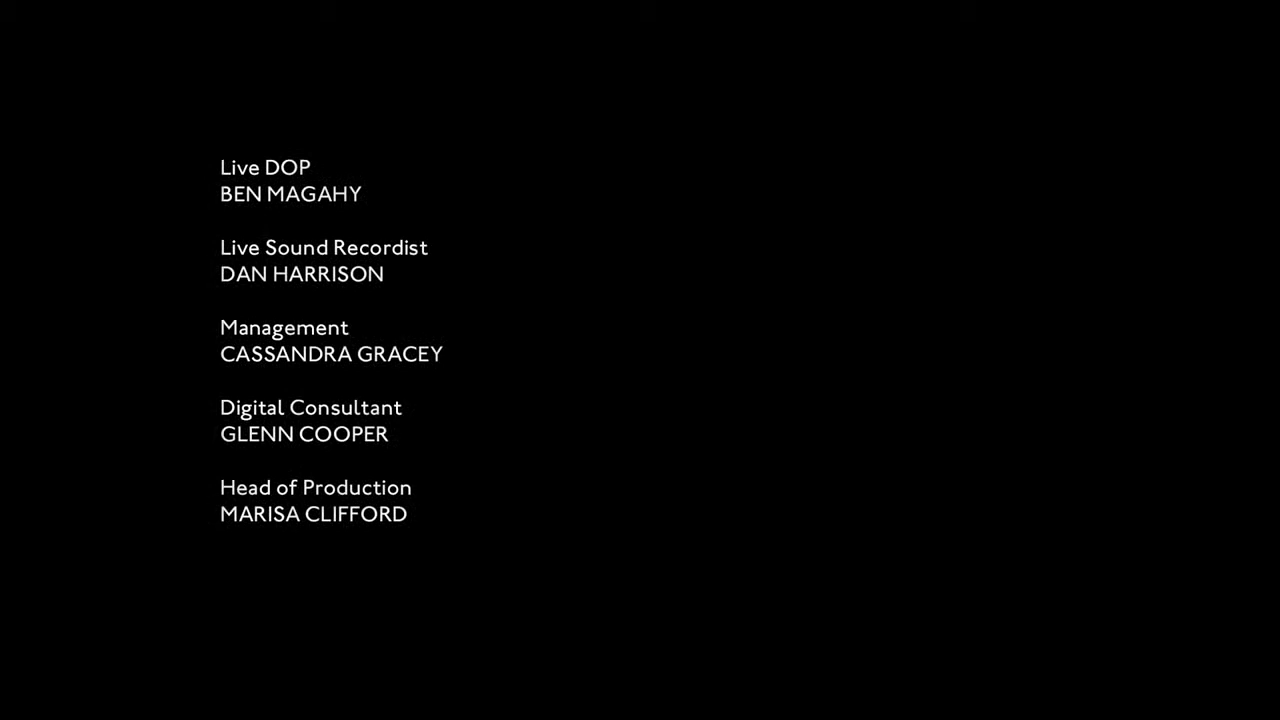 Live DOP
BEN MAGAHY
Live Sound Recordist
DAN HARRISON
Management
CASSANDRA GRACEY
Digital Consultant
GLENN COOPER
Head of Production
MARISA CLIFFORD